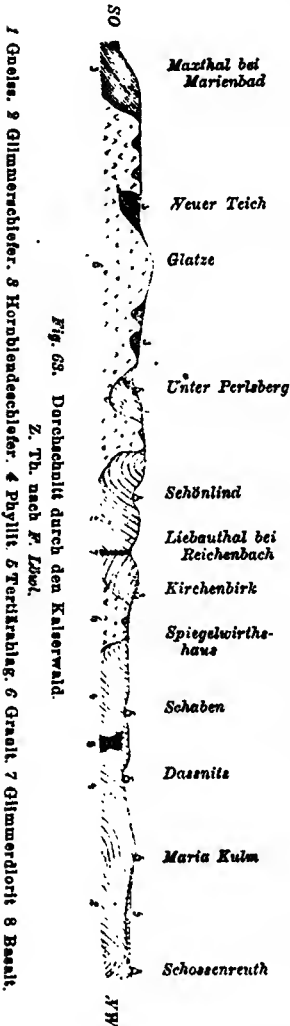 SO
Maxthal bei
Marienbad
Neuer Teich
Glatze
Unter Perlsberg
Schönlind
Liebauthal bei
Reichenbach
Kirchenbirk
Spiegelwirths-
haus
Schaben
Dassnitz
Maria Kulm
Schossenreuth
NW
Fig. 63. Durchschnitt durch den Kaiserwald.
Z. Th. nach F. Löwl.
1 Gneiss. 2 Glimmerschiefer. 3 Hornblendeschiefer. 4 Phyllit. 5 Tertiärablag. 6 Granit. 7 Glimmerdiorit 8 Basalt.